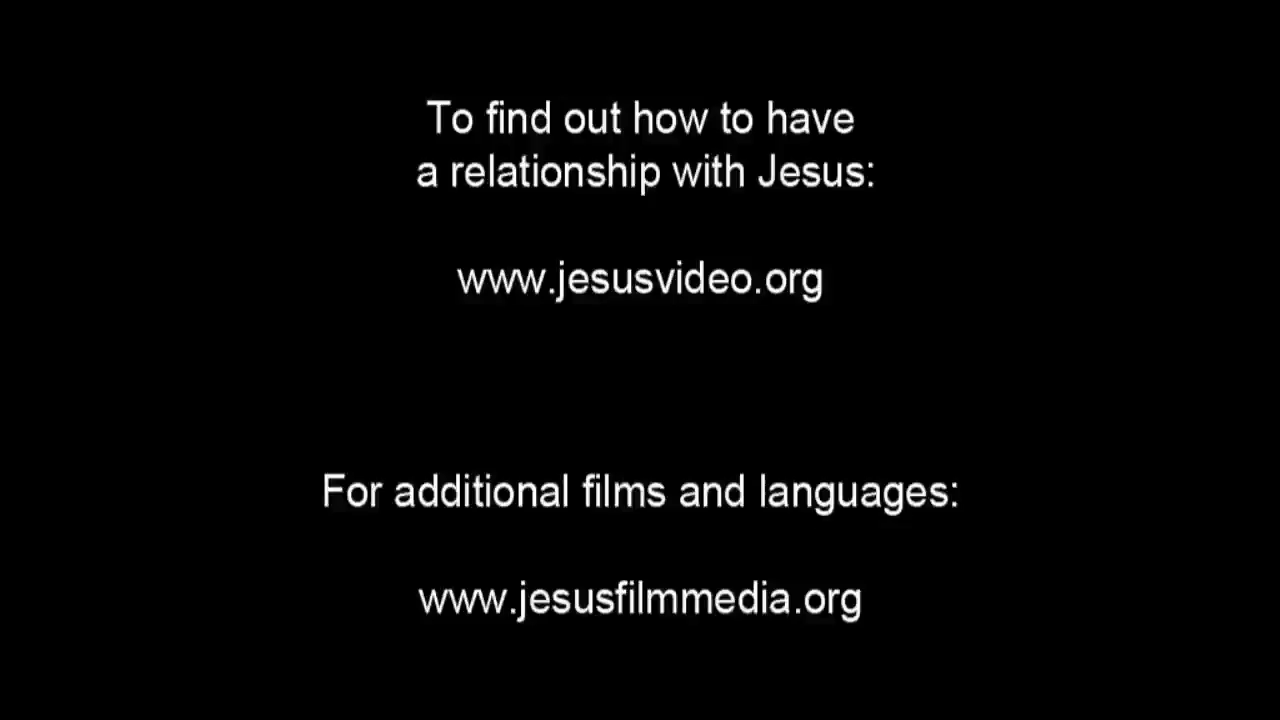 To find out how to have
a relationship with Jesus:
www.jesusvideo.org
For additional films and languages:
www.jesusfilmmedia.org